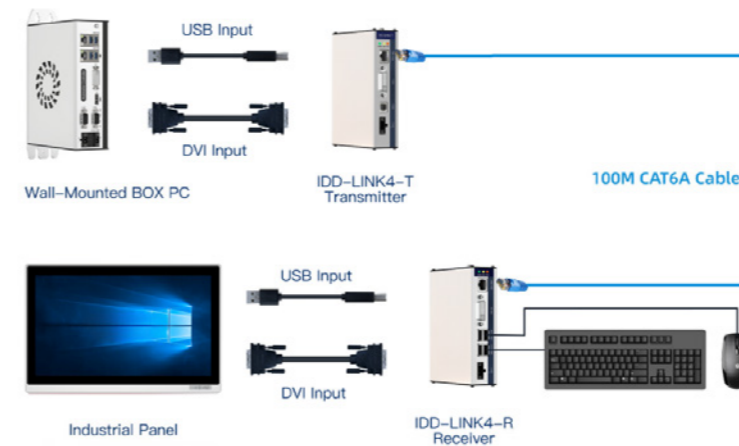 USB Input
DVI Input
Wall-Mounted BOX PC
IDD-LINK4-T
Transmitter
100M CAT6A Cable
USB Input
DVI Input
Industrial Panel
IDD-LINK4-R
Receiver